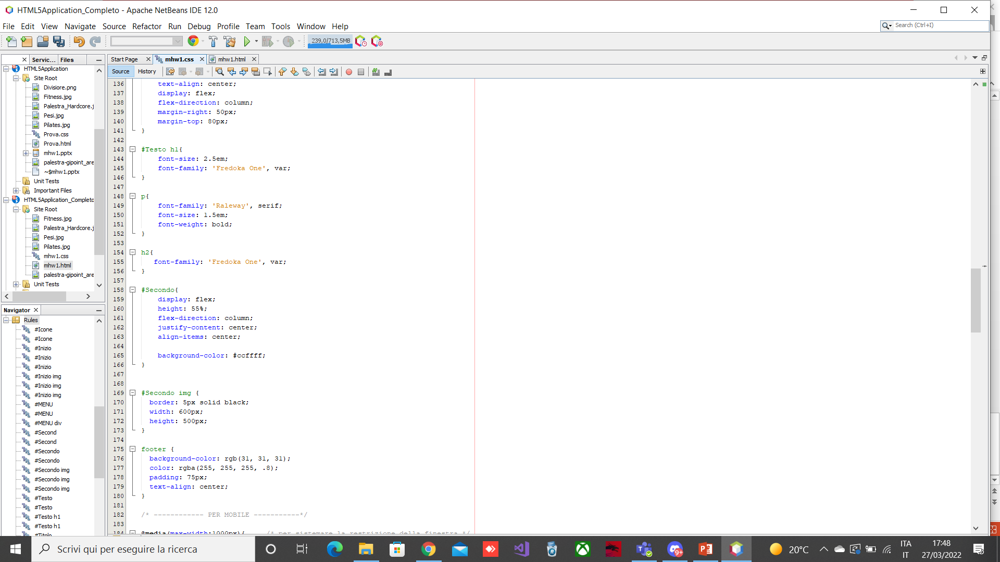 HTML5Application_Completo - Apache NetBeans IDE 12.0
File Edit View Navigate Source Refactor Run Debug Profile Team Tools Window Help
Search (Ctrl+I)
239,0/713,5MB
Servic... Files
HTML5Application
Site Root
Divisiore.png
Fitness.jpg
Palestra_Hardcore.j
Pesi.jpg
Pilates.jpg
Prova.css
Prova.html
mhw1.pptx
palestra-gipoint_are
~$mhw1.pptx
Unit Tests
Important Files
HTML5Application_Completo
Site Root
Fitness.jpg
Palestra_Hardcore.j
Pesi.jpg
Pilates.jpg
mhw1.css
mhw1.html
palestra-gipoint_are
Unit Tests
Navigator
Rules
#Icone
#Icone
#Inizio
#Inizio
#Inizio
#Inizio img
#Inizio img
#Inizio img
#MENU
#MENU
#MENU div
#Second
#Second
#Secondo
#Secondo
#Secondo img
#Secondo img
#Secondo img
#Testo
#Testo
#Testo h1
#Testo h1
#Titolo
Start Page mhw1.css mhw1.html
Source History
136 text-align: center;
137 display: flex;
138 flex-direction: column;
139 margin-right: 50px;
140 margin-top: 80px;
141 }
142
143 #Testo h1{
144 font-size: 2.5em;
145 font-family: 'Fredoka One', var;
146 }
147
148 p{
149 font-family: 'Raleway', serif;
150 font-size: 1.5em;
151 font-weight: bold;
152 }
153
154 h2{
155 font-family: 'Fredoka One', var;
156 }
157
158 #Secondo{
159 display: flex;
160 height: 55%;
161 flex-direction: column;
162 justify-content: center;
163 align-items: center;
164
165 background-color: #ccffff;
166 }
167
168
169 #Secondo img {
170 border: 5px solid black;
171 width: 600px;
172 height: 500px;
173 }
174
175 footer {
176 background-color: rgb(31, 31, 31);
177 color: rgba(255, 255, 255, .8);
178 padding: 75px;
179 text-align: center;
180 }
181
182 /* ------------ PER MOBILE -----------*/
183
184 @media(max-width:1000px){ /* per sistemare la restrizione della finestra */
Scrivi qui per eseguire la ricerca
9+
20°C
ITA
IT
17:48
27/03/2022